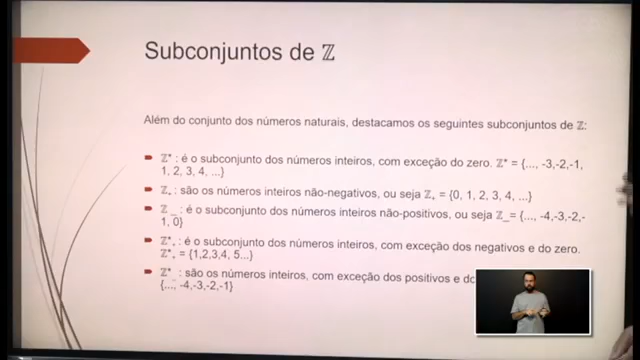 Subconjuntos de ℤ
Além do conjunto dos números naturais, destacamos os seguintes subconjuntos de ℤ:
ℤ* : é o subconjunto dos números inteiros, com exceção do zero. ℤ* = {..., -3,-2,-1,
1, 2, 3, 4, ...}
ℤ₊ : são os números inteiros não-negativos, ou seja ℤ₊ = {0, 1, 2, 3, 4, ...}
ℤ_ : é o subconjunto dos números inteiros não-positivos, ou seja ℤ_= {..., -4,-3,-2,-
1, 0}
ℤ*₊ : é o subconjunto dos números inteiros, com exceção dos negativos e do zero.
ℤ*₊ = {1,2,3,4, 5...}
ℤ*_ : são os números inteiros, com exceção dos positivos e
{..., -4,-3,-2,-1}